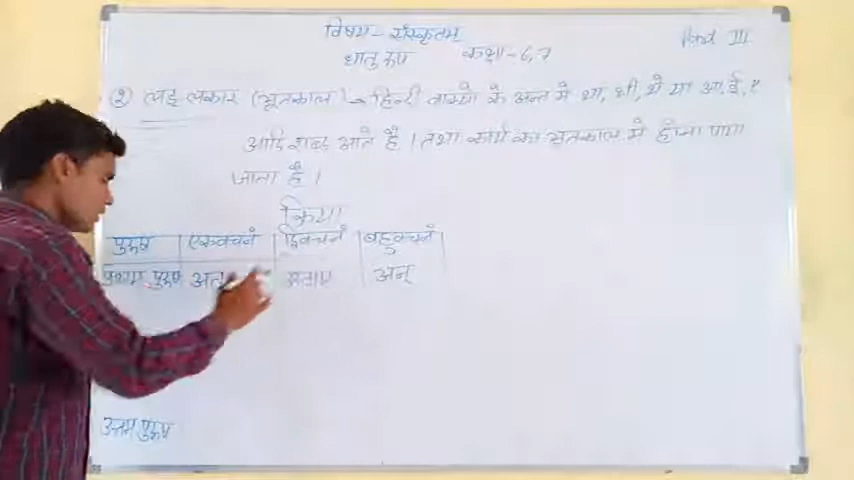 विषय - संस्कृतम्
Part III
धातु रूप कक्षा - 6, 7
② लङ् लकार (भूतकाल) - हिन्दी वाक्यो के अन्त मे था, थी, थे या आ, ई, ए
आदि शब्द आते है । तथा कार्य का भूतकाल मे होना पाया
जाता है ।
क्रिया
पुरूष एकवचनं द्विवचनं बहुवचनं
प्रथम पुरूष अत् अताम् अन्
उत्तम पुरूष